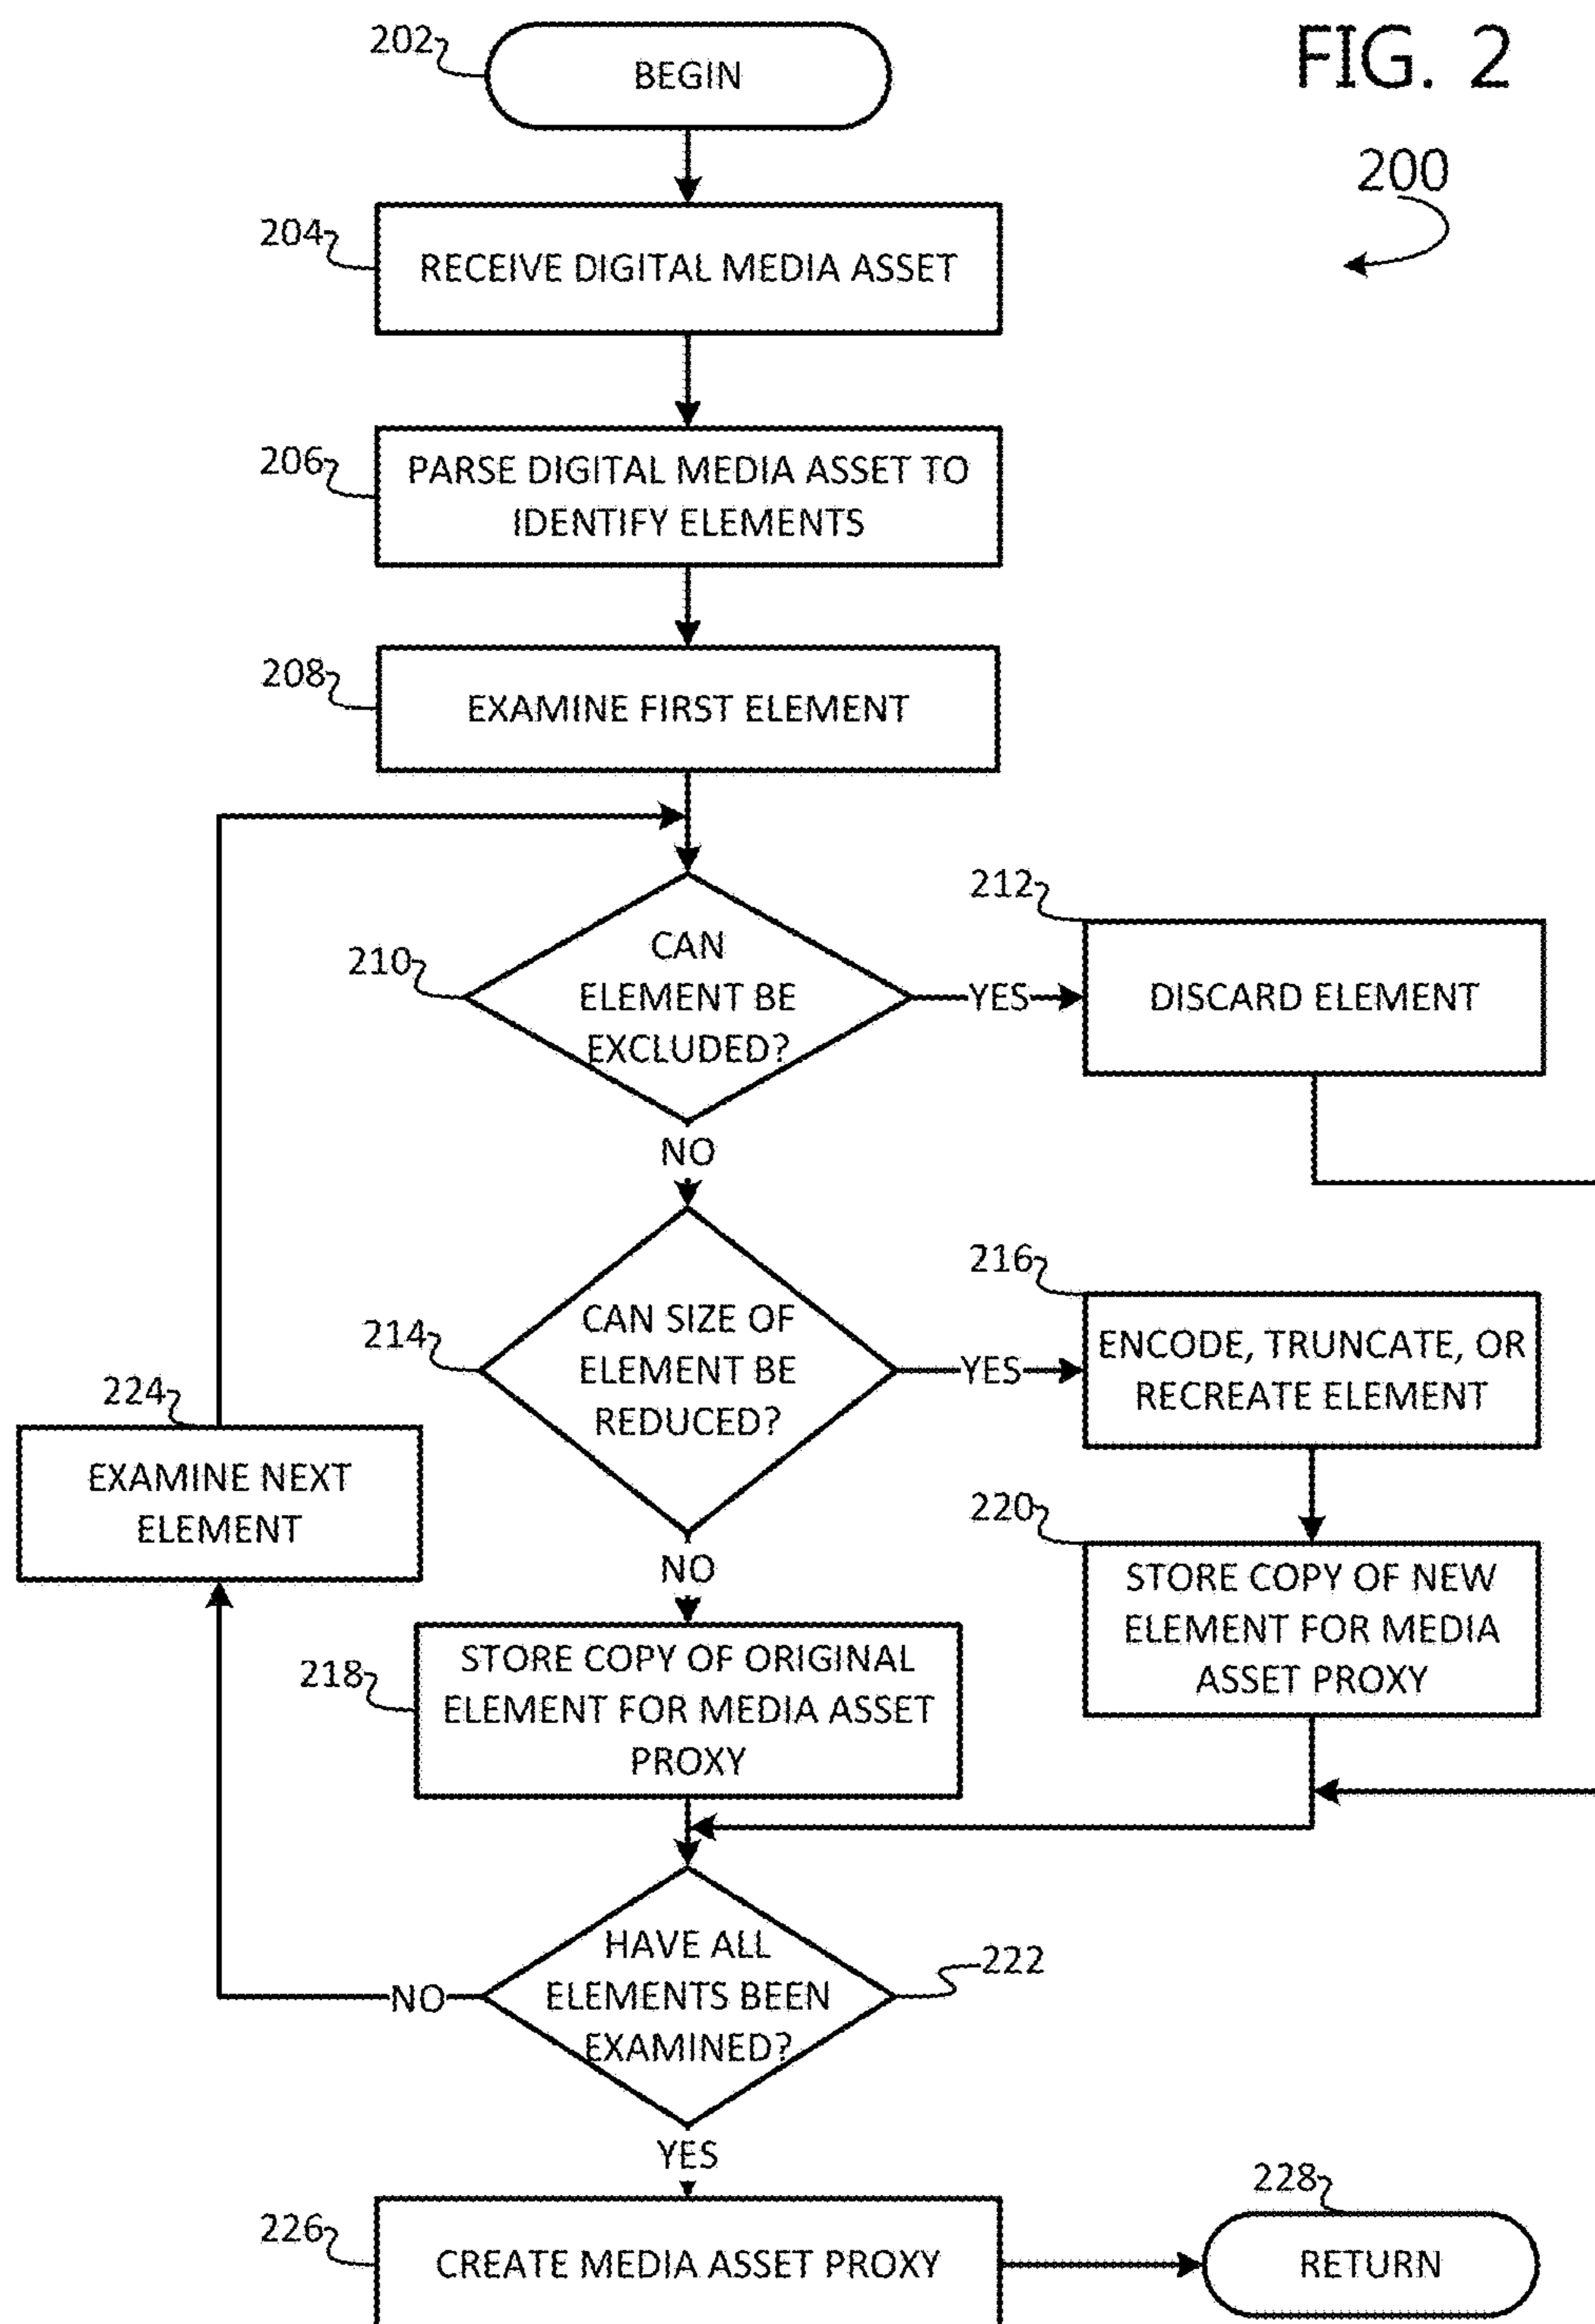 FIG. 2
200
202
BEGIN
204
RECEIVE DIGITAL MEDIA ASSET
206
PARSE DIGITAL MEDIA ASSET TO
IDENTIFY ELEMENTS
208
EXAMINE FIRST ELEMENT
210
CAN
ELEMENT BE
EXCLUDED?
YES
212
DISCARD ELEMENT
NO
214
CAN SIZE OF
ELEMENT BE
REDUCED?
YES
216
ENCODE, TRUNCATE, OR
RECREATE ELEMENT
224
EXAMINE NEXT
ELEMENT
NO
220
STORE COPY OF NEW
ELEMENT FOR MEDIA
ASSET PROXY
218
STORE COPY OF ORIGINAL
ELEMENT FOR MEDIA ASSET
PROXY
222
HAVE ALL
ELEMENTS BEEN
EXAMINED?
NO
YES
226
CREATE MEDIA ASSET PROXY
228
RETURN